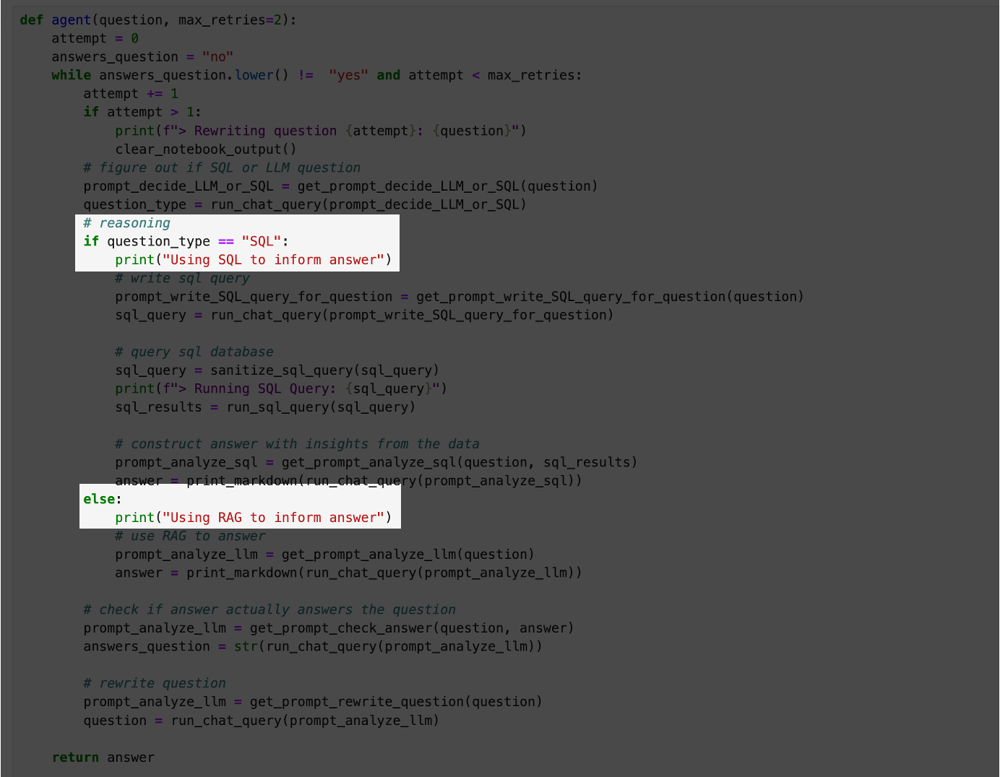 def agent(question, max_retries=2):
    attempt = 0
    answers_question = "no"
    while answers_question.lower() !=  "yes" and attempt < max_retries:
        attempt += 1
        if attempt > 1:
            print(f"> Rewriting question {attempt}: {question}")
            clear_notebook_output()
        # figure out if SQL or LLM question
        prompt_decide_LLM_or_SQL = get_prompt_decide_LLM_or_SQL(question)
        question_type = run_chat_query(prompt_decide_LLM_or_SQL)
        # reasoning
        if question_type == "SQL":
            print("Using SQL to inform answer")
            # write sql query
            prompt_write_SQL_query_for_question = get_prompt_write_SQL_query_for_question(question)
            sql_query = run_chat_query(prompt_write_SQL_query_for_question)

            # query sql database
            sql_query = sanitize_sql_query(sql_query)
            print(f"> Running SQL Query: {sql_query}")
            sql_results = run_sql_query(sql_query)

            # construct answer with insights from the data
            prompt_analyze_sql = get_prompt_analyze_sql(question, sql_results)
            answer = print_markdown(run_chat_query(prompt_analyze_sql))
        else:
            print("Using RAG to inform answer")
            # use RAG to answer
            prompt_analyze_llm = get_prompt_analyze_llm(question)
            answer = print_markdown(run_chat_query(prompt_analyze_llm))

        # check if answer actually answers the question
        prompt_analyze_llm = get_prompt_check_answer(question, answer)
        answers_question = str(run_chat_query(prompt_analyze_llm))

        # rewrite question
        prompt_analyze_llm = get_prompt_rewrite_question(question)
        question = run_chat_query(prompt_analyze_llm)

    return answer